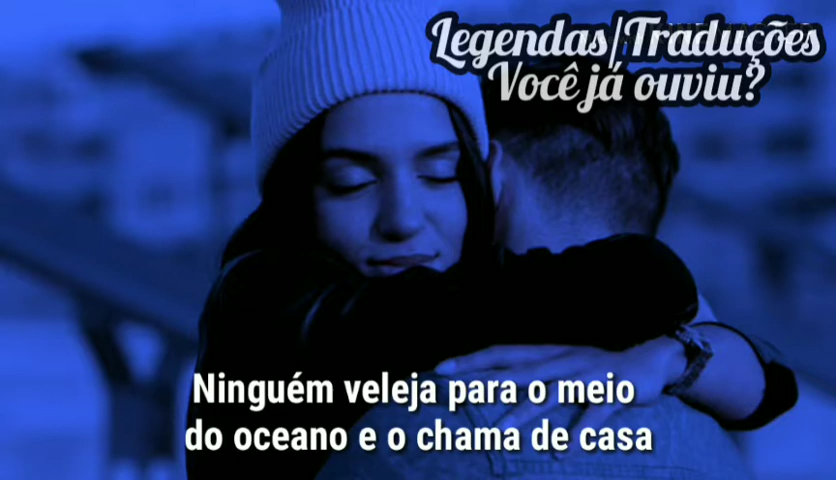 Legendas/Traduções
Você já ouviu?
Ninguém veleja para o meio
do oceano e o chama de casa